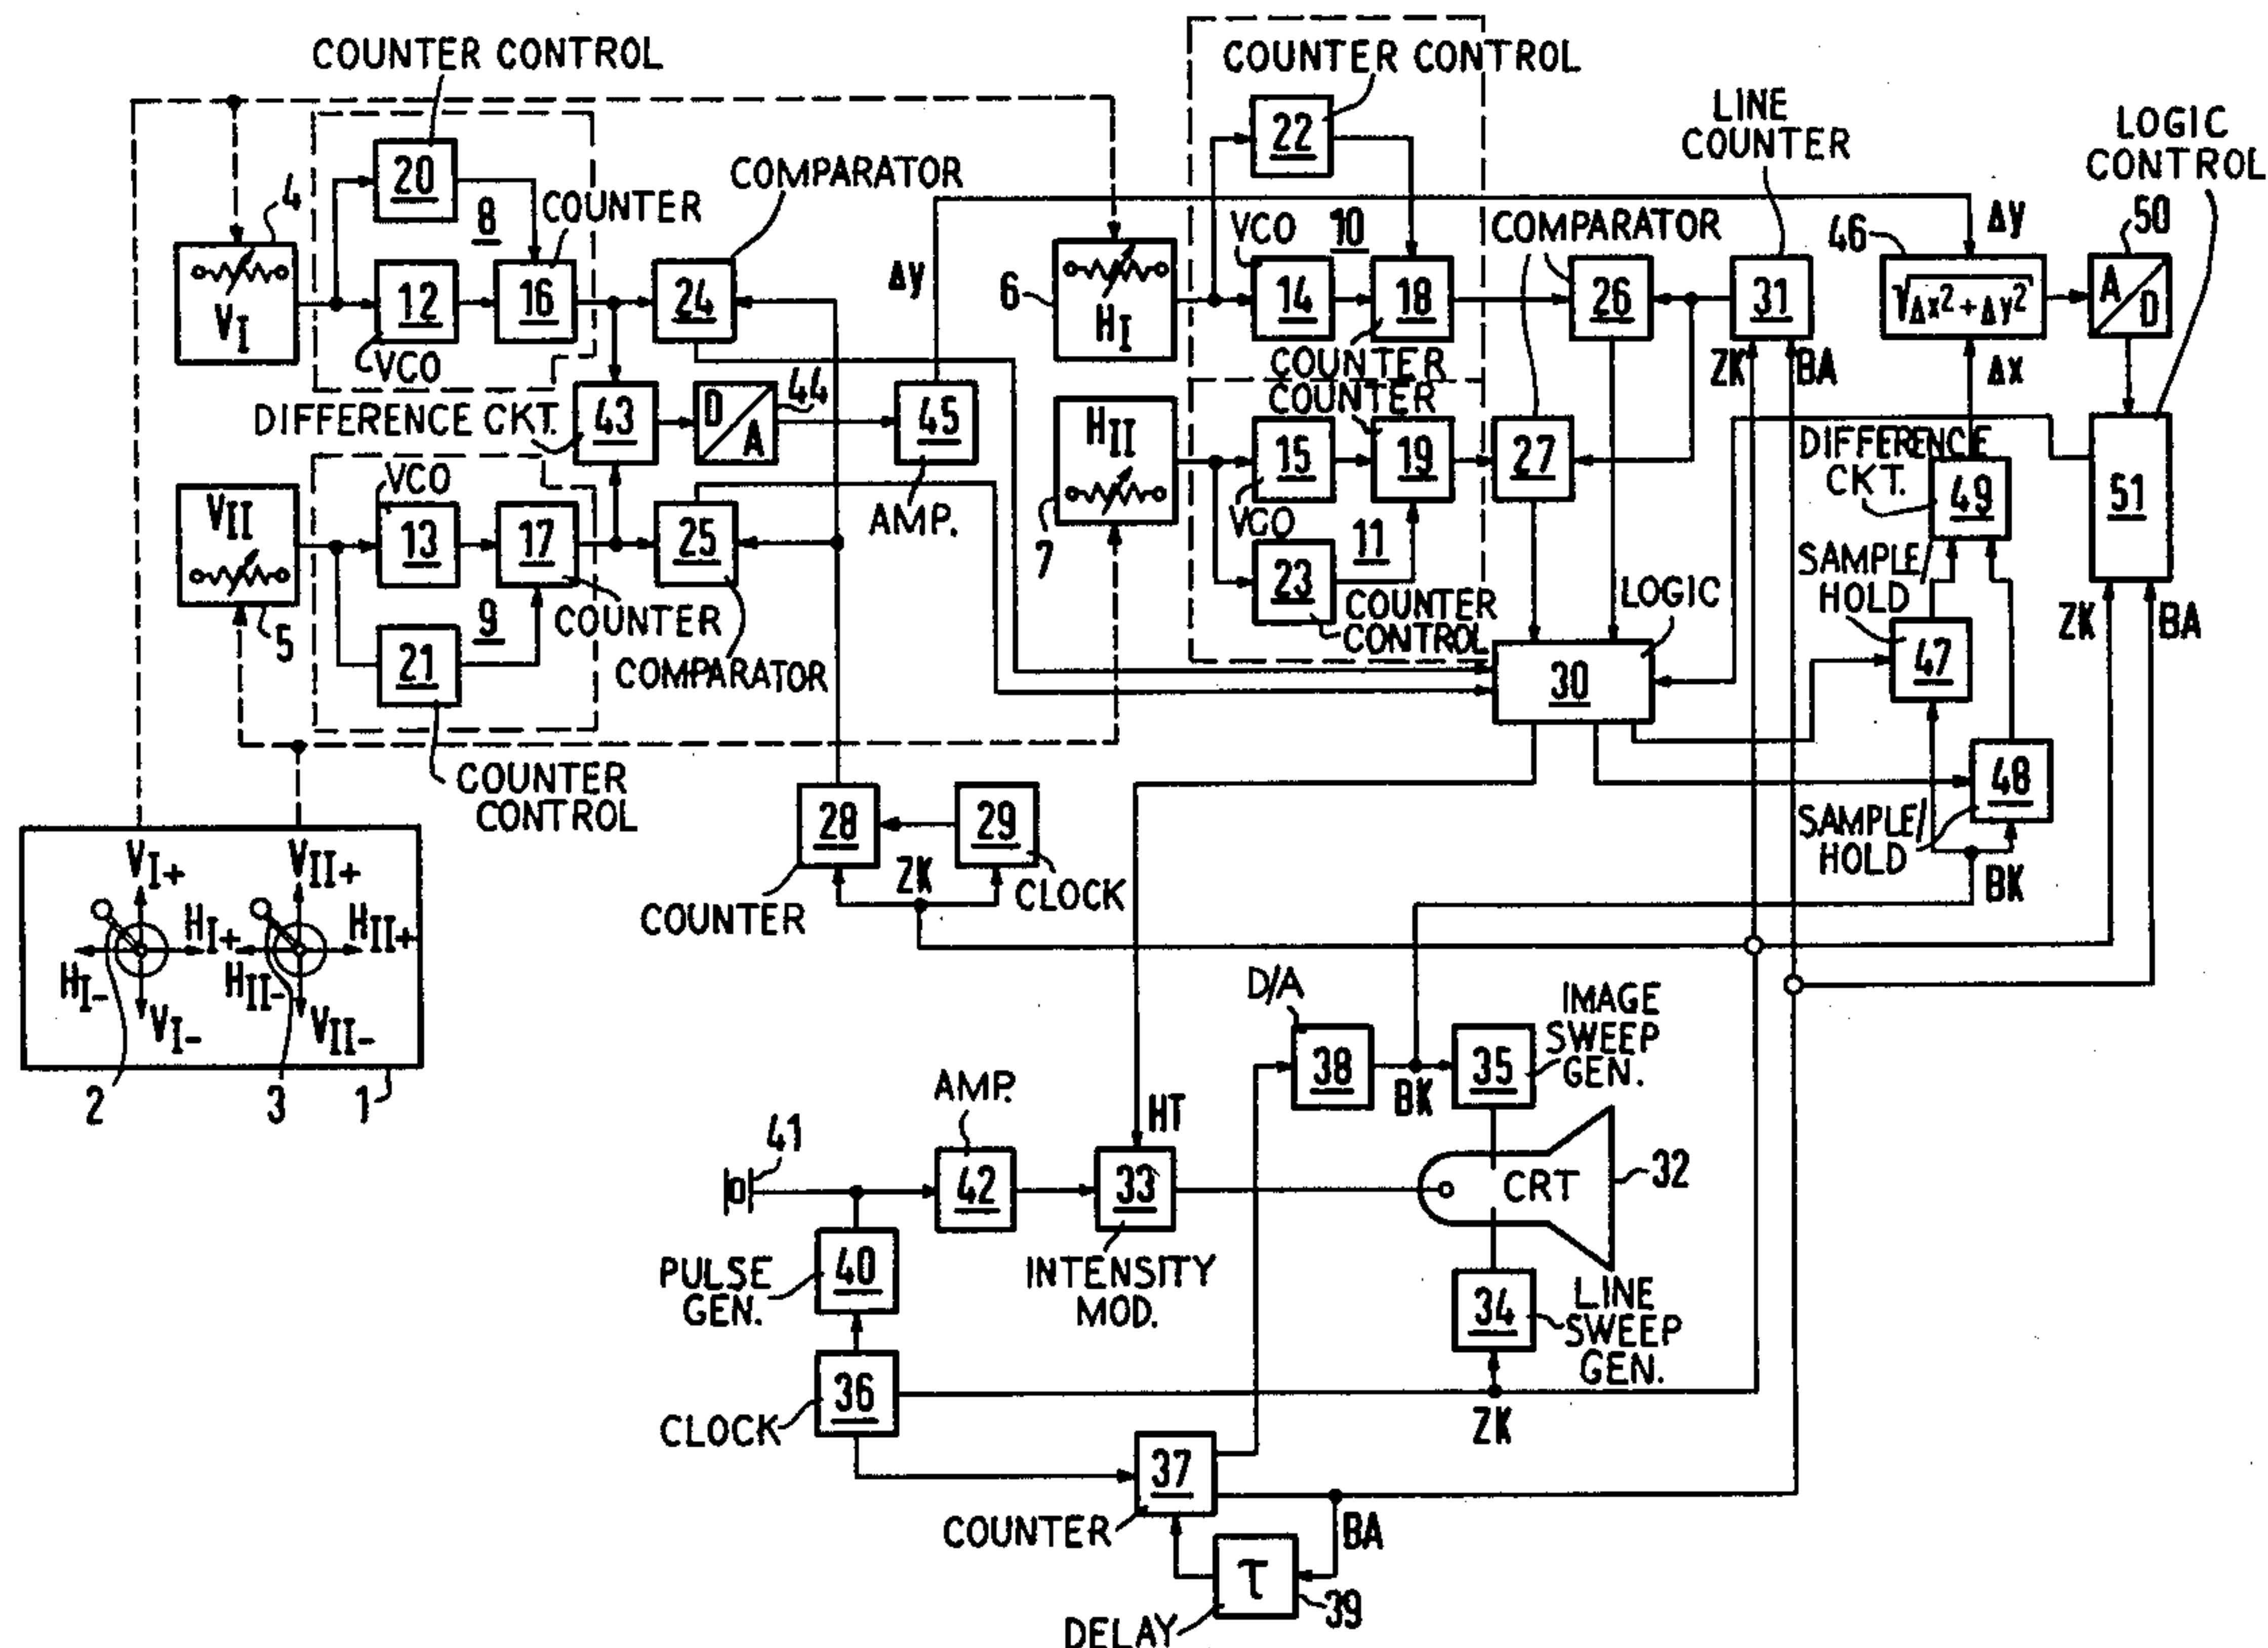 COUNTER CONTROL
COUNTER CONTROL
LINE
COUNTER
LOGIC
CONTROL
20
22
COMPARATOR
4
8
COUNTER
VCO
10
COMPARATOR
46
Δy
50
V_I
12
16
24
Δy
6
H_I
14
18
26
31
√Δx²+Δy²
A/D
VCO
COUNTER
ZK
BA
Δx
DIFFERENCE CKT.
43
D/A
44
45
H_II
COUNTER
15
19
27
DIFFERENCE
CKT.
49
51
VCO
V_II
13
17
25
AMP.
7
VCO
23
11
SAMPLE/
HOLD
5
9
COUNTER
COUNTER
CONTROL
LOGIC
ZK
BA
21
COMPARATOR
30
47
COUNTER
CONTROL
28
29
48
SAMPLE/
HOLD
ZK
CLOCK
BK
COUNTER
V_I+
V_II+
H_I+
H_II+
H_I-
H_II-
V_I-
V_II-
2
3
1
D/A
IMAGE
SWEEP
GEN.
38
35
BK
AMP.
HT
41
42
33
CRT
32
PULSE
GEN.
40
INTENSITY
MOD.
34
LINE
SWEEP
GEN.
36
CLOCK
ZK
37
COUNTER
BA
τ
39
DELAY